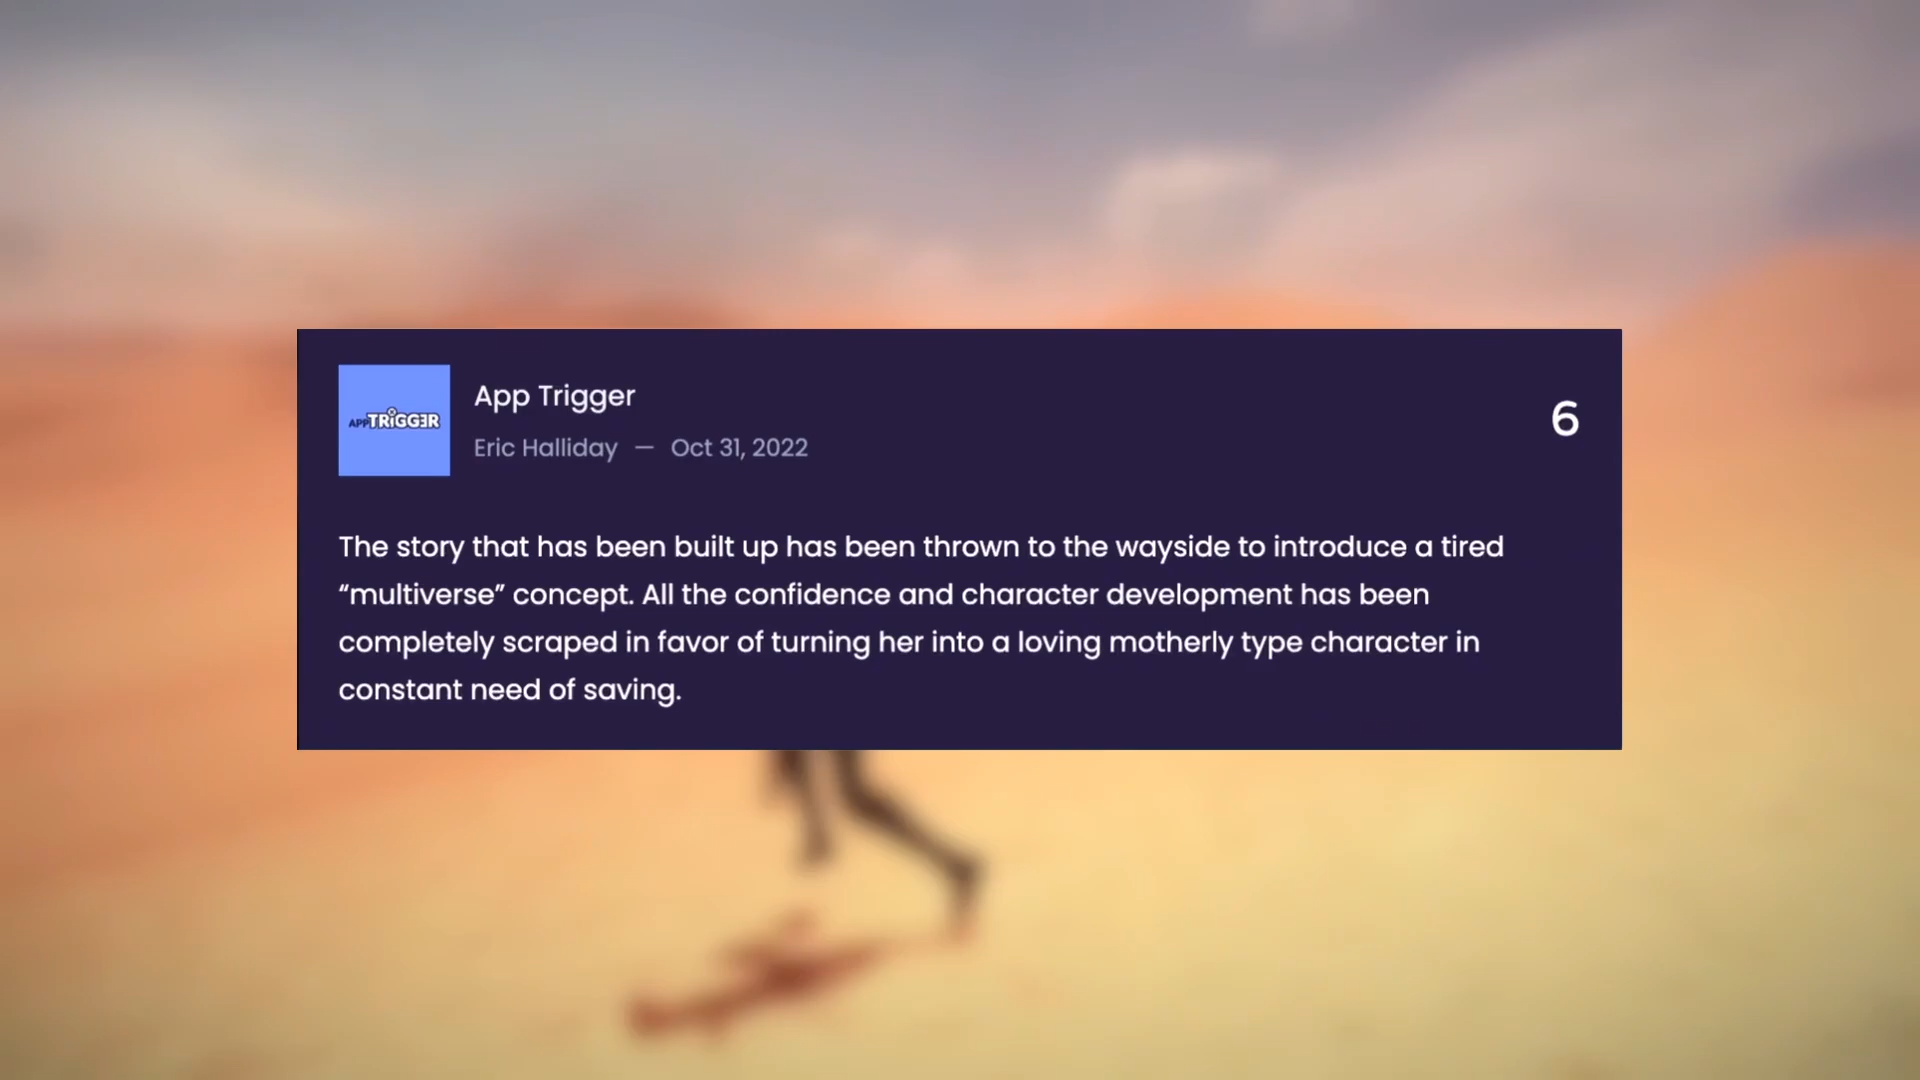 APPTRiGG3R
App Trigger
Eric Halliday — Oct 31, 2022
6
The story that has been built up has been thrown to the wayside to introduce a tired
“multiverse” concept. All the confidence and character development has been
completely scraped in favor of turning her into a loving motherly type character in
constant need of saving.